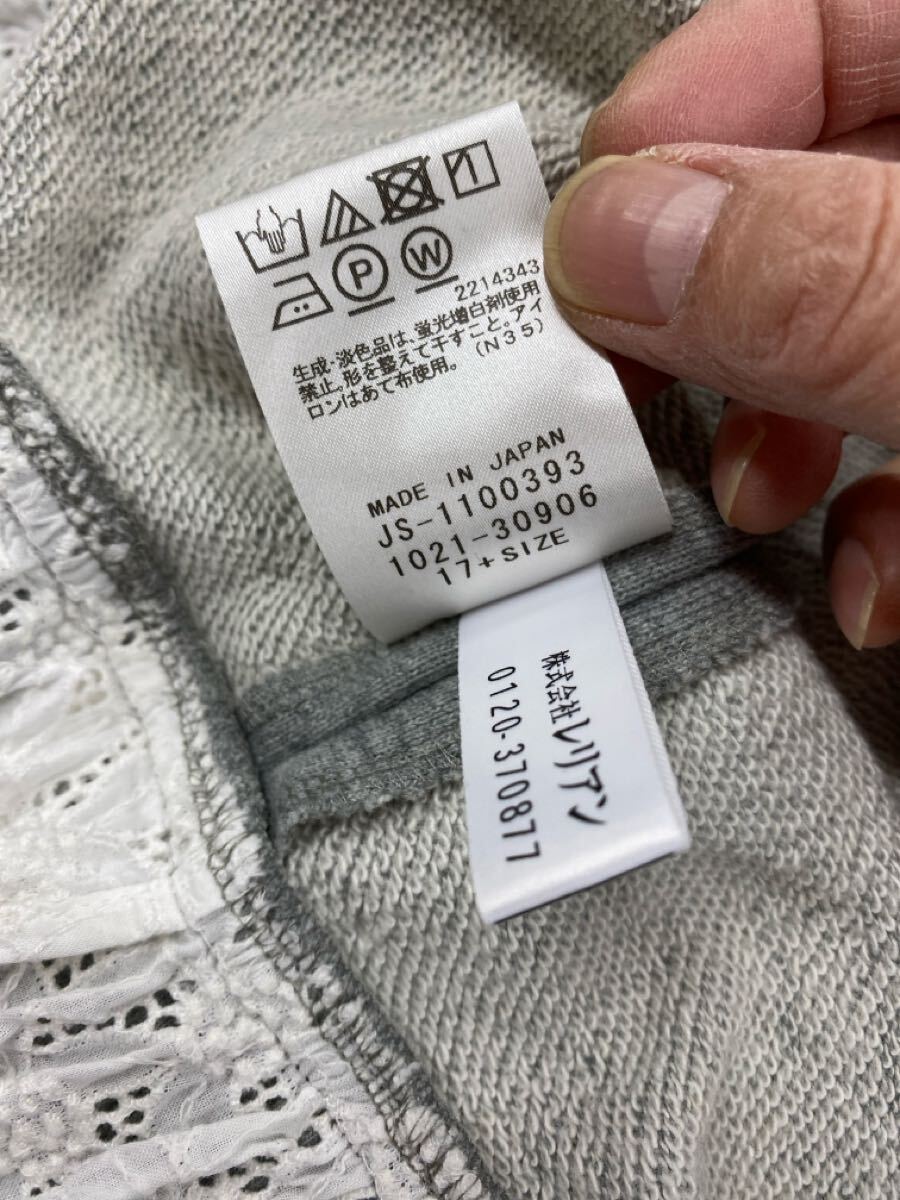 P W
2214343
生成・淡色品は、蛍光増白剤使用
禁止。形を整えて干すこと。アイ
ロンはあて布使用。（N35）
MADE IN JAPAN
JS-1100393
1021-30906
17+SIZE
株式会社レリアン
0120-370877